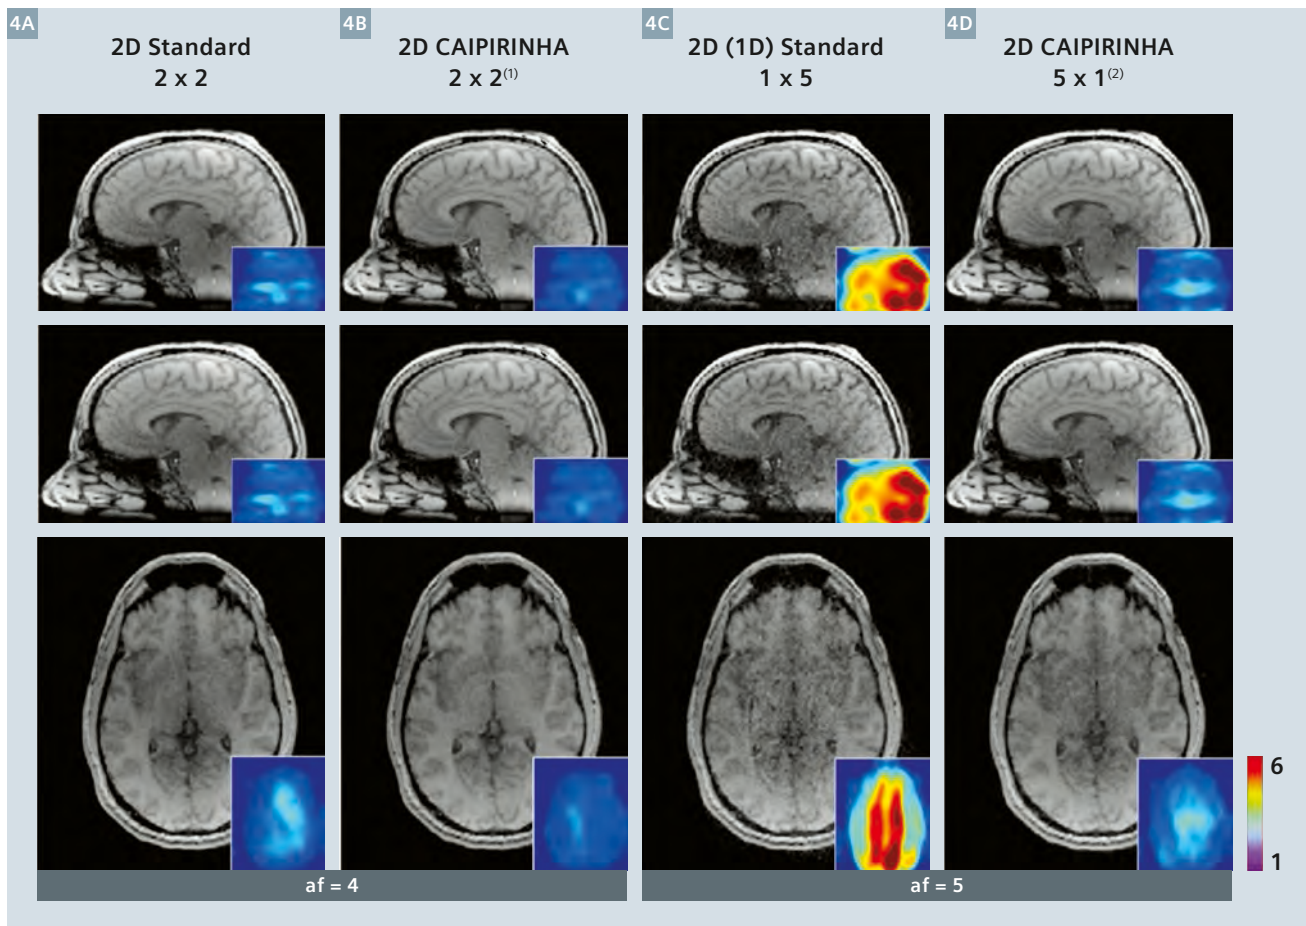 4A
2D Standard
2 x 2
4B
2D CAIPIRINHA
2 x 2(1)
4C
2D (1D) Standard
1 x 5
4D
2D CAIPIRINHA
5 x 1(2)
6
1
af = 4
af = 5